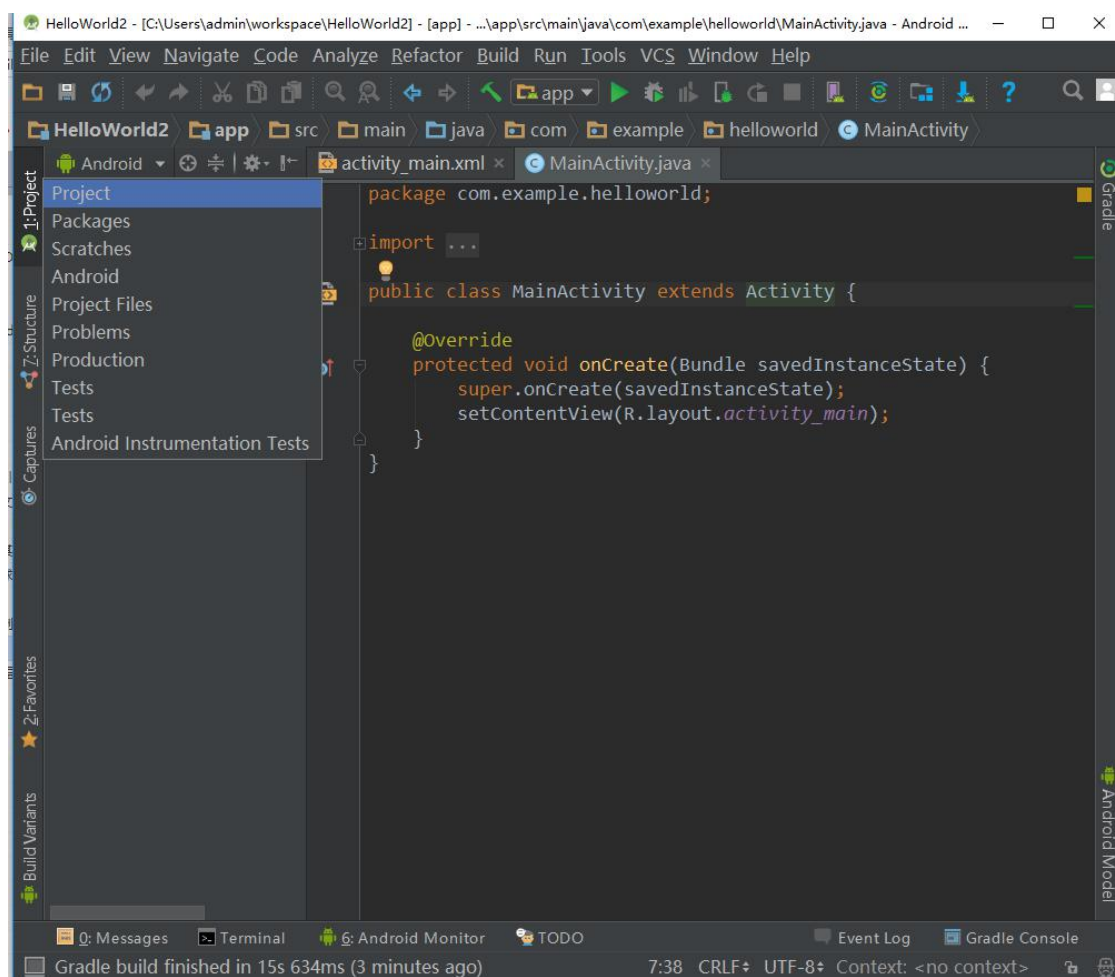 HelloWorld2 - [C:\Users\admin\workspace\HelloWorld2] - [app] - ...\app\src\main\java\com\example\helloworld\MainActivity.java - Android ...
File Edit View Navigate Code Analyze Refactor Build Run Tools VCS Window Help
app
HelloWorld2 app src main java com example helloworld MainActivity
Android activity_main.xml MainActivity.java
1: Project
Z: Structure
Captures
2: Favorites
Build Variants
Project
Packages
Scratches
Android
Project Files
Problems
Production
Tests
Tests
Android Instrumentation Tests
package com.example.helloworld;
import ...
public class MainActivity extends Activity {
@Override
protected void onCreate(Bundle savedInstanceState) {
super.onCreate(savedInstanceState);
setContentView(R.layout.activity_main);
}
}
Gradle
Android Model
0: Messages Terminal 6: Android Monitor TODO Event Log Gradle Console
Gradle build finished in 15s 634ms (3 minutes ago) 7:38 CRLF UTF-8 Context: <no context>